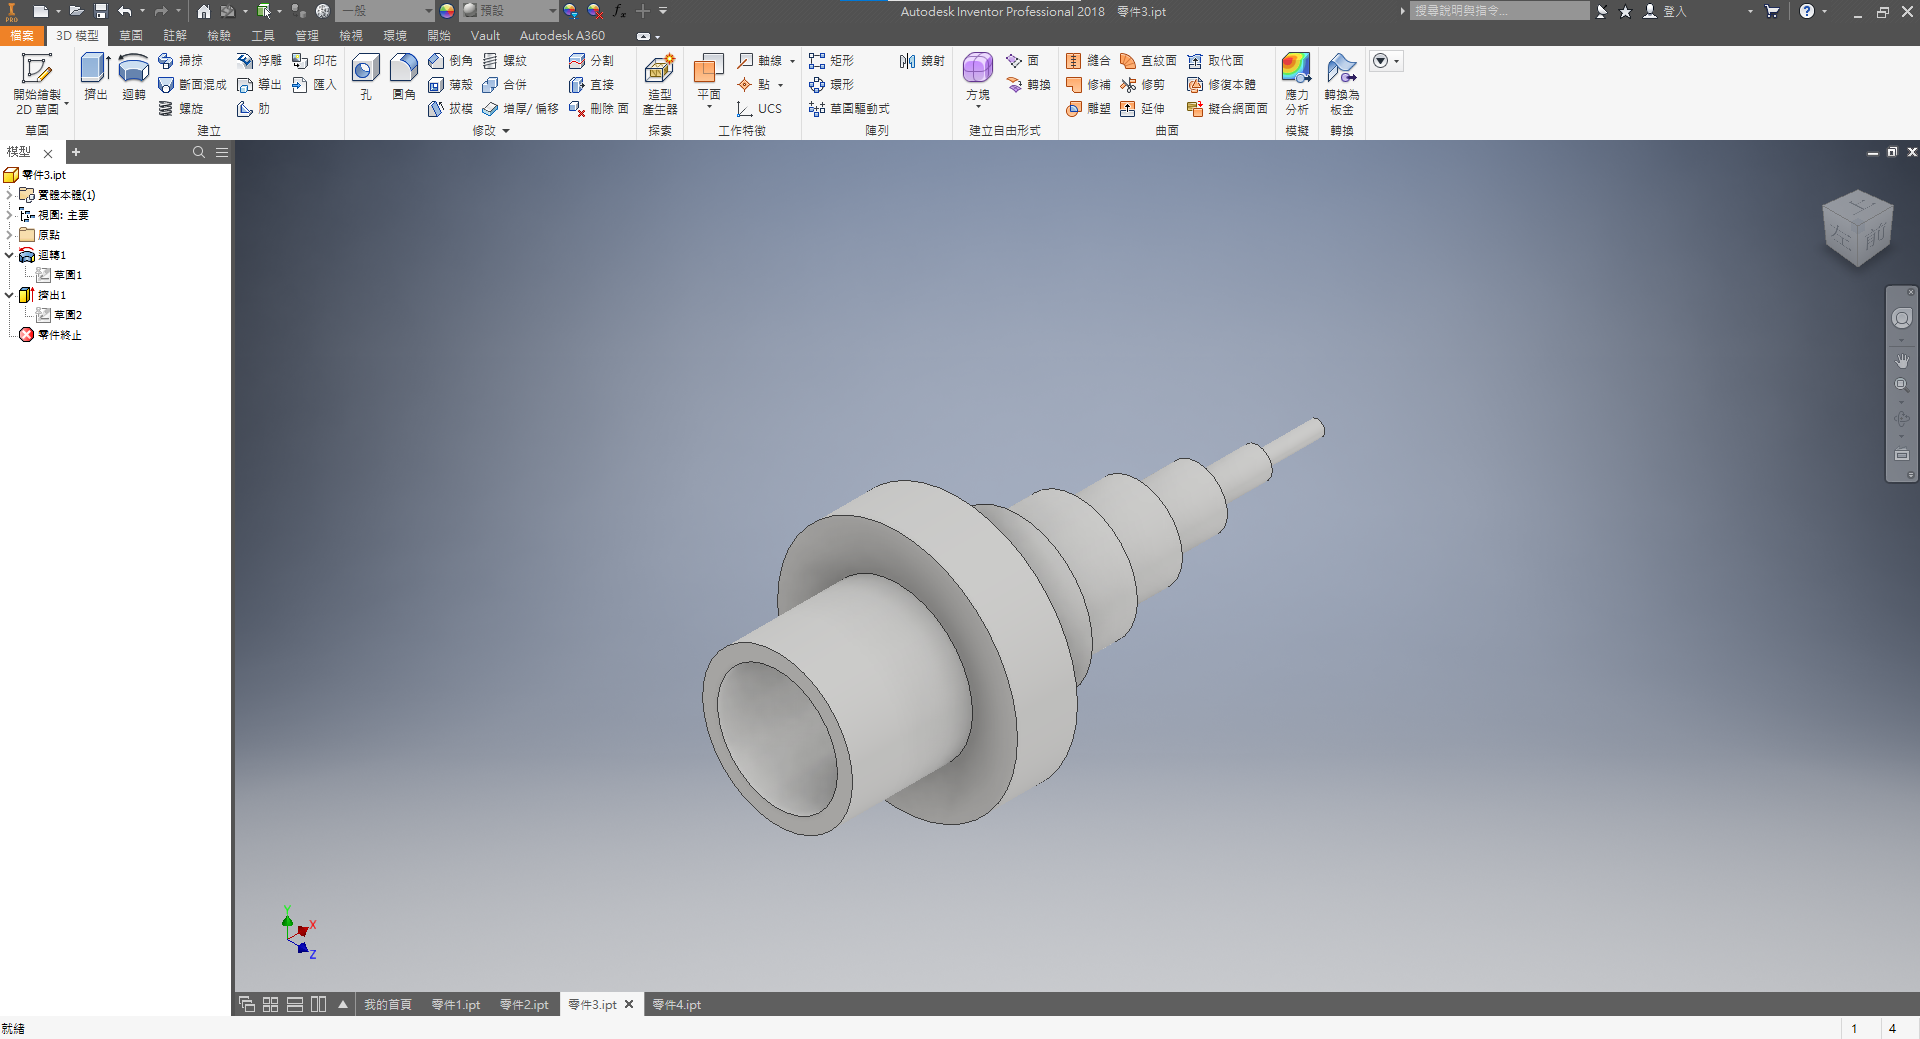 一般
預設
Autodesk Inventor Professional 2018 零件3.ipt
搜尋說明與指令...
登入
檔案 3D 模型 草圖 註解 檢驗 工具 管理 檢視 環境 開始 Vault Autodesk A360
開始繪製 2D 草圖
草圖
擠出 迴轉
掃掠 浮雕 印花
斷面混成 導出 匯入
螺旋 肋
建立
孔 圓角
倒角 螺紋 分割
薄殼 合併 直接
拔模 增厚/ 偏移 刪除 面
修改
造型 產生器
探索
平面
軸線
點
UCS
工作特徵
矩形 鏡射
環形
草圖驅動式
陣列
方塊
面
轉換
建立自由形式
縫合 直紋面 取代面
修補 修剪 修復本體
雕塑 延伸 擬合網面面
曲面
應力 分析
模擬
轉換為 板金
轉換
模型
零件3.ipt
實體本體(1)
視圖: 主要
原點
迴轉1
草圖1
擠出1
草圖2
零件終止
上
左 前
Y
X
Z
我的首頁 零件1.ipt 零件2.ipt 零件3.ipt 零件4.ipt
就緒
1 4